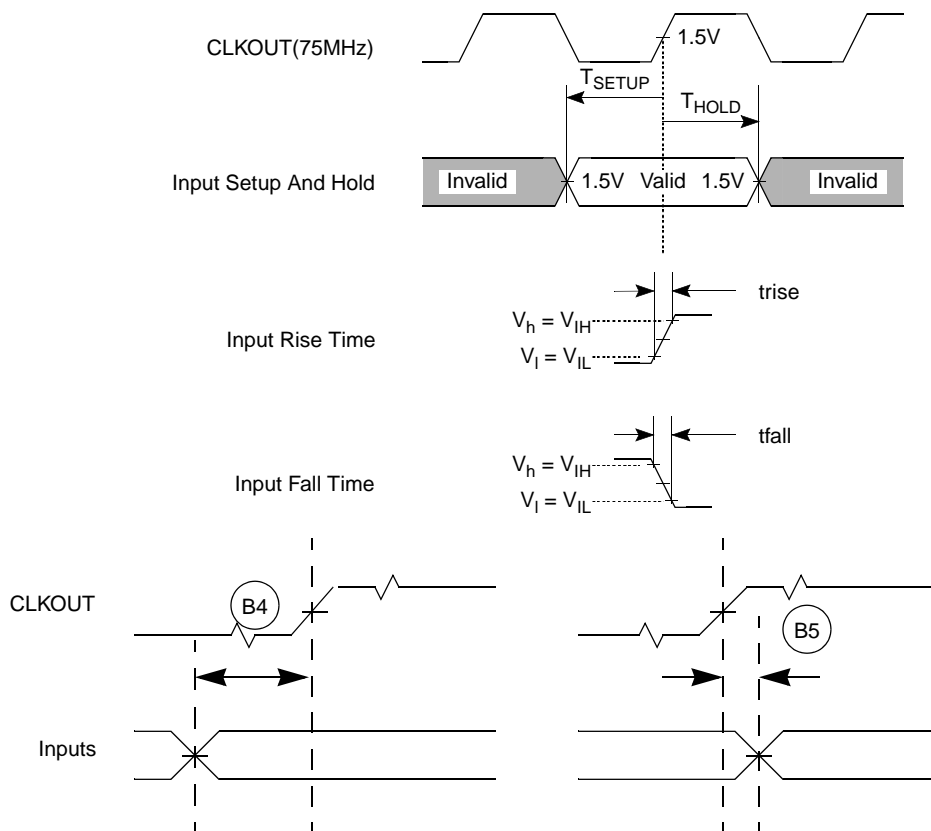 CLKOUT(75MHz)
1.5V
TSETUP
THOLD
Input Setup And Hold
Invalid
1.5V Valid 1.5V
Invalid
trise
Input Rise Time
Vh = VIH
Vl = VIL
tfall
Input Fall Time
Vh = VIH
Vl = VIL
CLKOUT
B4
B5
Inputs